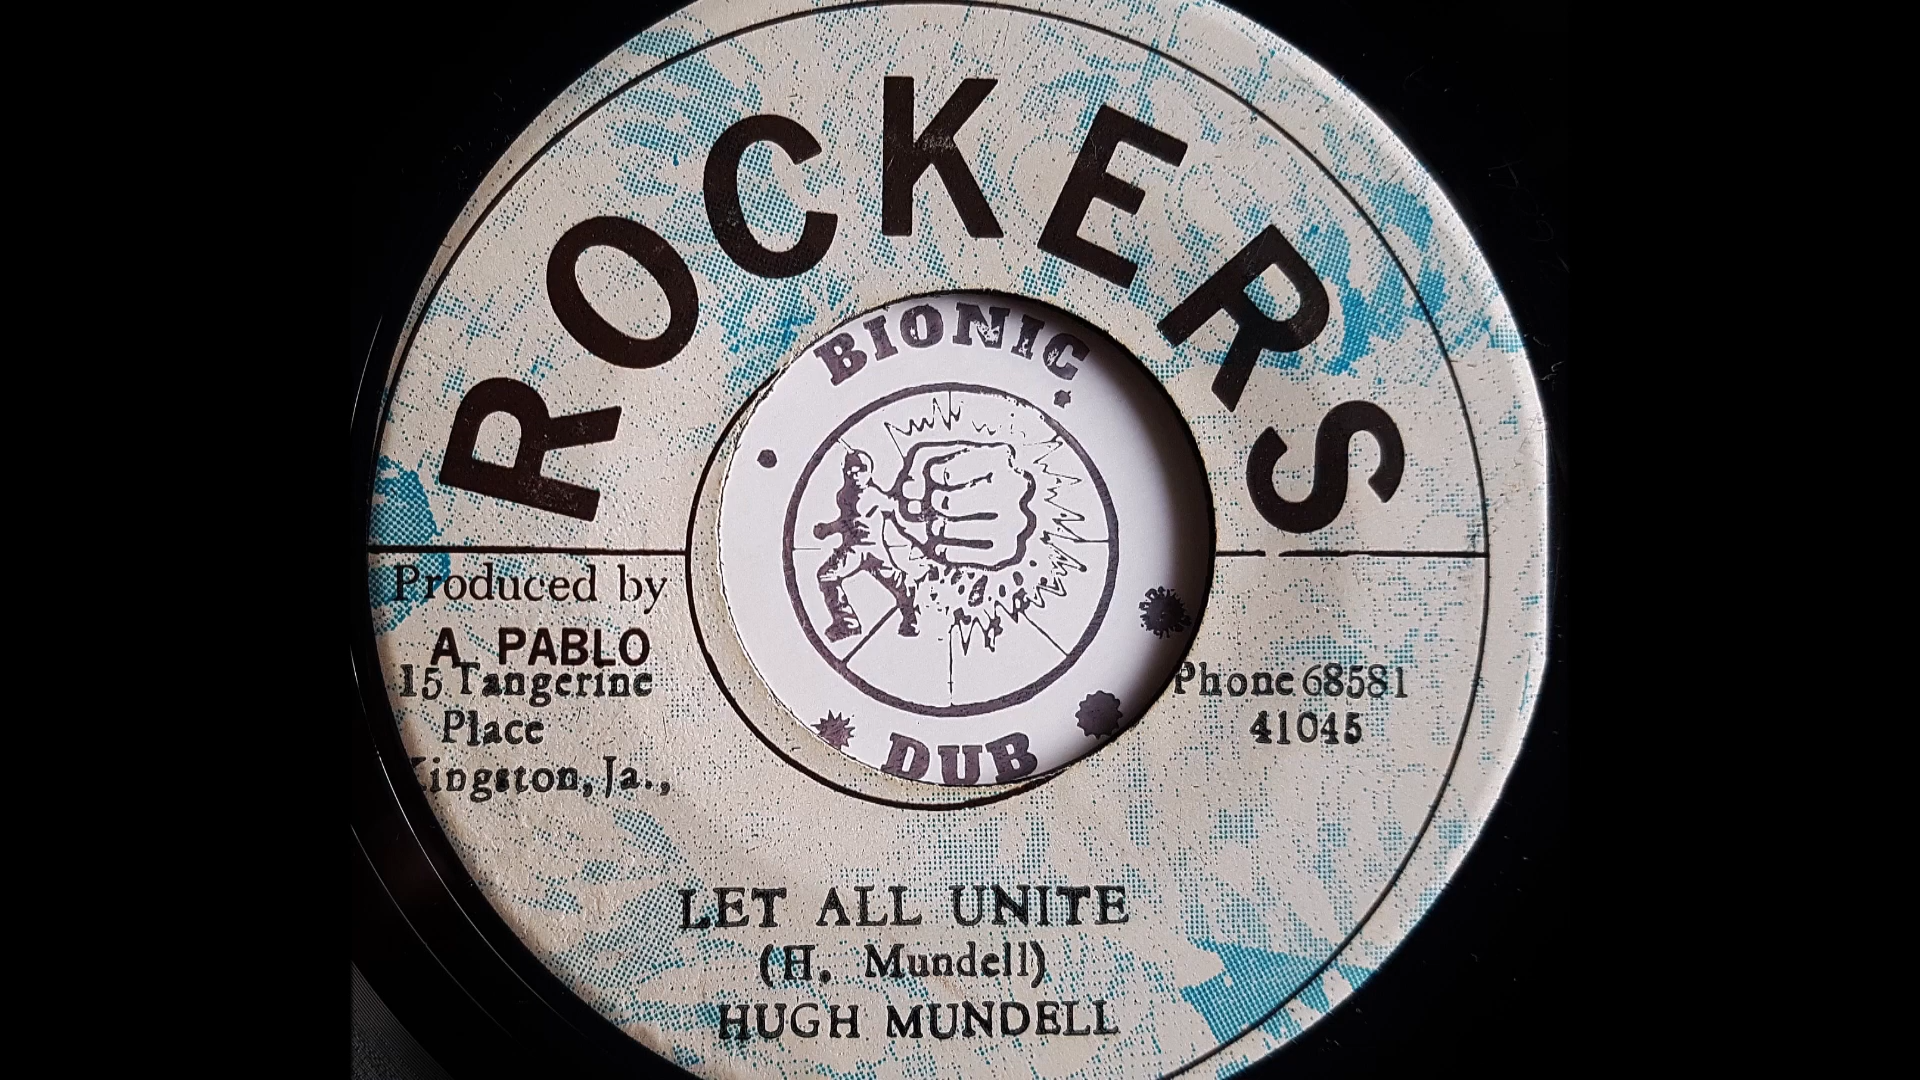 ROCKERS
BIONIC
DUB
Produced by
A. PABLO
15 Tangerine
Place
Kingston, Ja.,
Phone 68581
41045
LET ALL UNITE
(H. Mundell)
HUGH MUNDELL